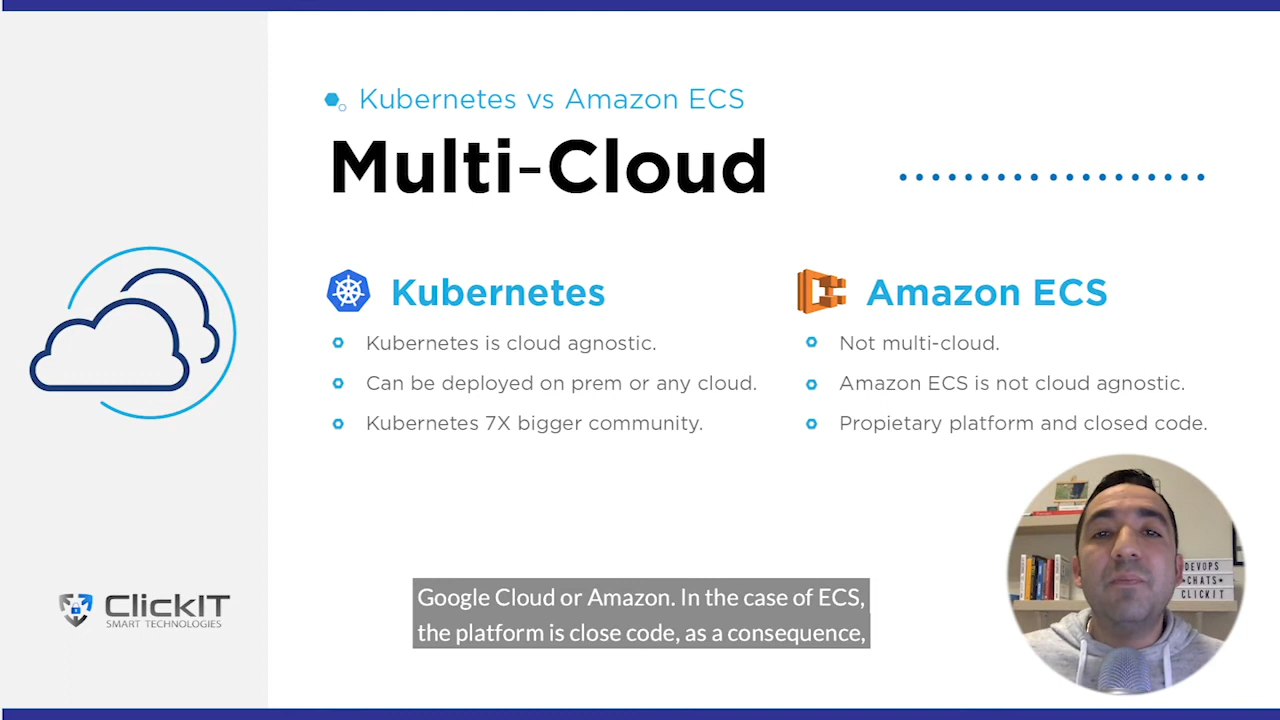 Kubernetes vs Amazon ECS
Multi-Cloud
Kubernetes
Kubernetes is cloud agnostic.
Can be deployed on prem or any cloud.
Kubernetes 7X bigger community.
Amazon ECS
Not multi-cloud.
Amazon ECS is not cloud agnostic.
Propietary platform and closed code.
ClickIT
SMART TECHNOLOGIES
Google Cloud or Amazon. In the case of ECS,
the platform is close code, as a consequence,
DEVOPS
CHATS
CLICKIT